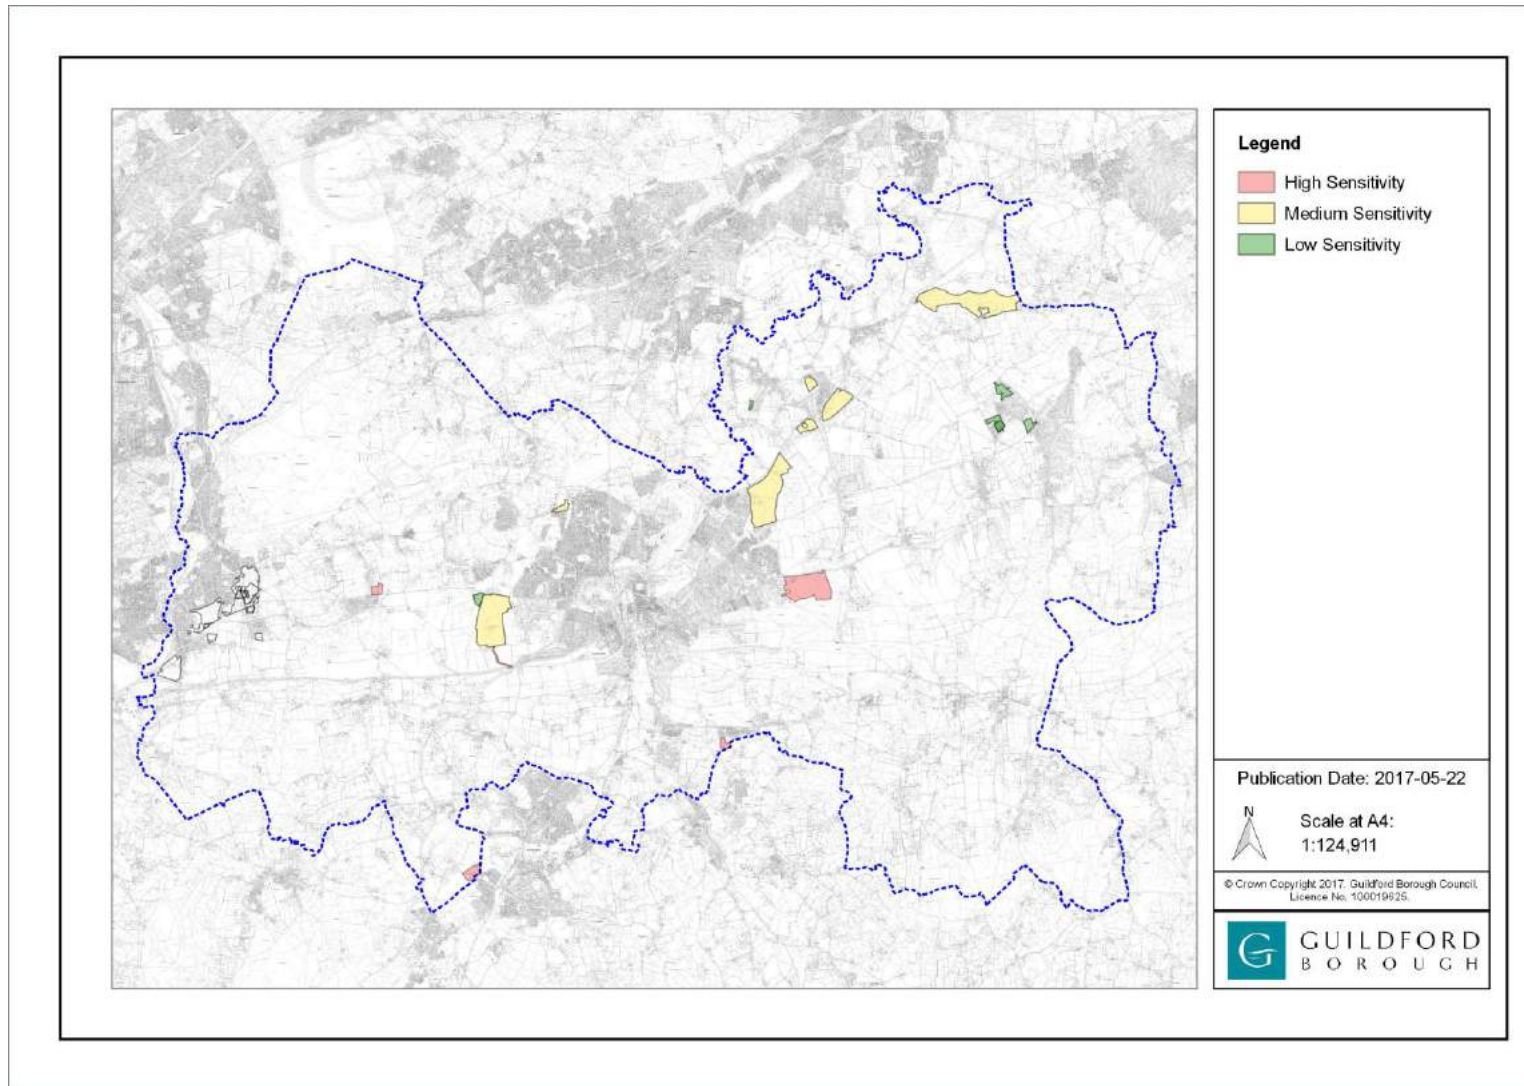 Legend
High Sensitivity
Medium Sensitivity
Low Sensitivity
Publication Date: 2017-05-22
N
Scale at A4:
1:124,911
© Crown Copyright 2017. Guildford Borough Council.
Licence No. 100019625.
G
GUILDFORD
BOROUGH